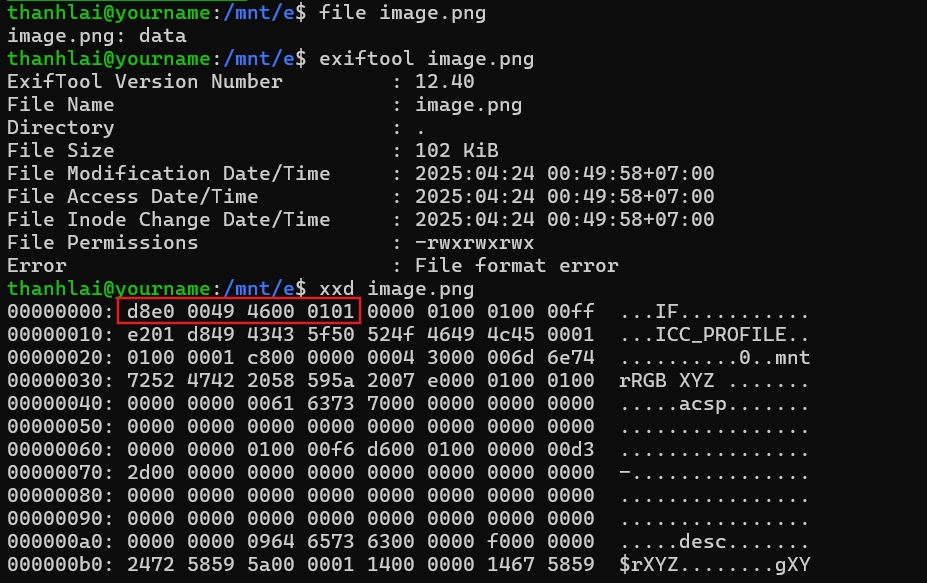 thanhlai@yourname:/mnt/e$ file image.png
image.png: data
thanhlai@yourname:/mnt/e$ exiftool image.png
ExifTool Version Number         : 12.40
File Name                       : image.png
Directory                       : .
File Size                       : 102 KiB
File Modification Date/Time     : 2025:04:24 00:49:58+07:00
File Access Date/Time           : 2025:04:24 00:49:58+07:00
File Inode Change Date/Time     : 2025:04:24 00:49:58+07:00
File Permissions                : -rwxrwxrwx
Error                           : File format error
thanhlai@yourname:/mnt/e$ xxd image.png
00000000: d8e0 0049 4600 0101 0000 0100 0100 00ff  ...IF...........
00000010: e201 d849 4343 5f50 524f 4649 4c45 0001  ...ICC_PROFILE..
00000020: 0100 0001 c800 0000 0004 3000 006d 6e74  ..........0..mnt
00000030: 7252 4742 2058 595a 2007 e000 0100 0100  rRGB XYZ .......
00000040: 0000 0000 0061 6373 7000 0000 0000 0000  .....acsp.......
00000050: 0000 0000 0000 0000 0000 0000 0000 0000  ................
00000060: 0000 0000 0100 00f6 d600 0100 0000 00d3  ................
00000070: 2d00 0000 0000 0000 0000 0000 0000 0000  -...............
00000080: 0000 0000 0000 0000 0000 0000 0000 0000  ................
00000090: 0000 0000 0000 0000 0000 0000 0000 0000  ................
000000a0: 0000 0000 0964 6573 6300 0000 f000 0000  .....desc.......
000000b0: 2472 5859 5a00 0001 1400 0000 1467 5859  $rXYZ........gXY